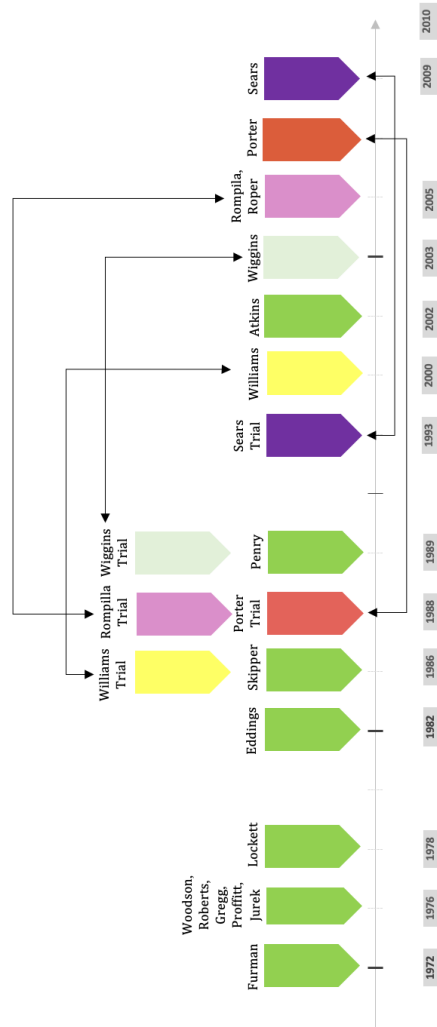 Williams
Trial
Rompilla
Trial
Wiggins
Trial
Furman
Woodson,
Roberts,
Gregg,
Proffitt,
Jurek
Lockett
Eddings
Skipper
Porter
Trial
Penry
Sears
Trial
Williams
Atkins
Wiggins
Rompila,
Roper
Porter
Sears
1972
1976
1978
1982
1986
1988
1989
1993
2000
2002
2003
2005
2009
2010